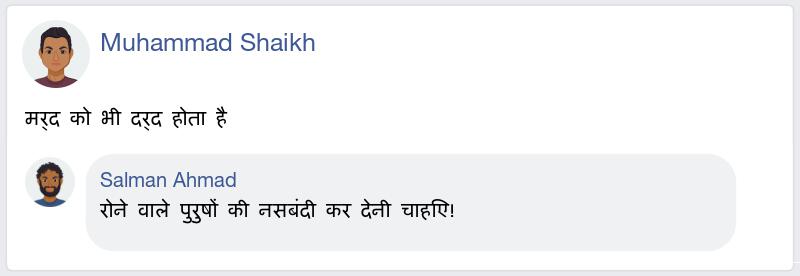 Muhammad Shaikh
मर्द को भी दर्द होता है
Salman Ahmad
रोने वाले पुरुषों की नसबंदी कर देनी चाहिए!